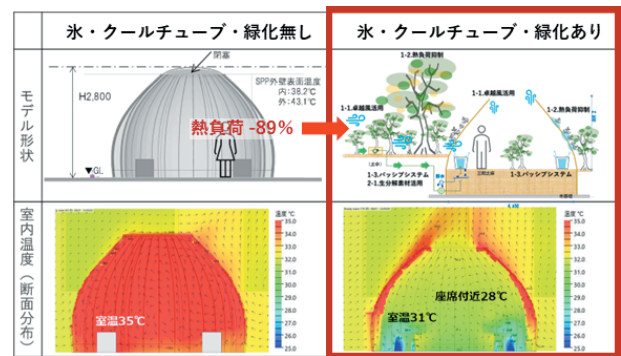 氷・クールチューブ・緑化無し
氷・クールチューブ・緑化あり
モデル形状
閉塞
SPP外壁表面温度
内：38.2℃
外：43.1℃
H2,800
▼GL
熱負荷 -89%
1-2.熱負荷抑制
1-1.卓越風活用
1-1.卓越風活用
1-2.熱負荷抑制
1-3.パッシブシステム
2-1.生分解素材活用
1-3.パッシブシステム
室内温度（断面分布）
温度 ℃
35.0
34.0
33.0
32.0
31.0
30.0
29.0
28.0
27.0
26.0
25.0
室温35℃
温度 ℃
35.0
34.0
33.0
32.0
31.0
30.0
29.0
28.0
27.0
26.0
25.0
座席付近28℃
室温31℃